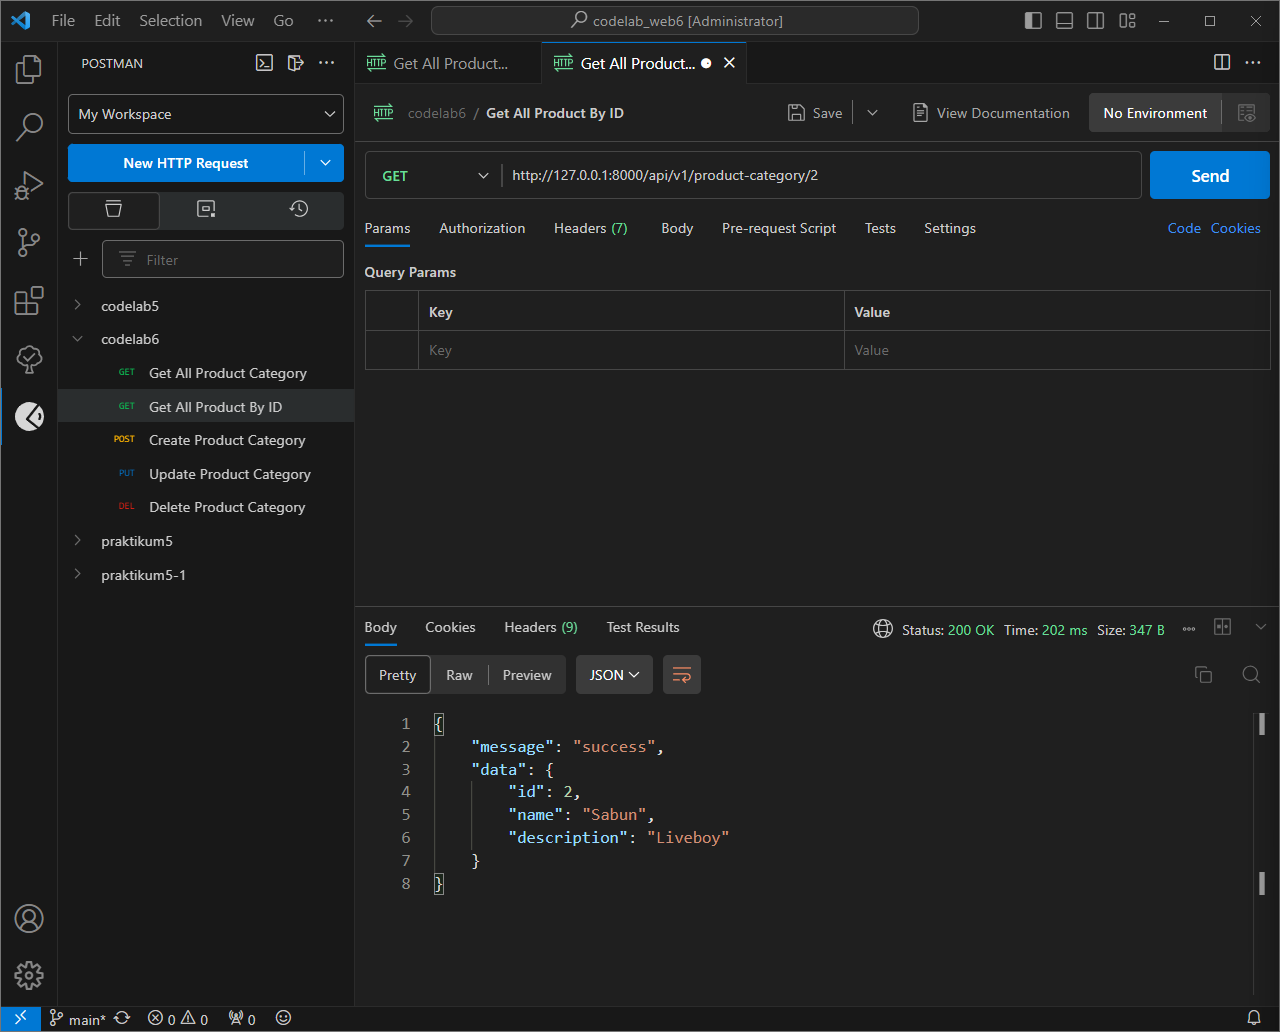 File Edit Selection View Go ... codelab_web6 [Administrator]
POSTMAN
My Workspace
New HTTP Request
Filter
codelab5
codelab6
GET Get All Product Category
GET Get All Product By ID
POST Create Product Category
PUT Update Product Category
DEL Delete Product Category
praktikum5
praktikum5-1
HTTP Get All Product... HTTP Get All Product...
HTTP codelab6 / Get All Product By ID Save View Documentation No Environment
GET http://127.0.0.1:8000/api/v1/product-category/2 Send
Params Authorization Headers (7) Body Pre-request Script Tests Settings Code Cookies
Query Params
Key Value
Key Value
Body Cookies Headers (9) Test Results Status: 200 OK Time: 202 ms Size: 347 B
Pretty Raw Preview JSON
1 {
2 "message": "success",
3 "data": {
4 "id": 2,
5 "name": "Sabun",
6 "description": "Liveboy"
7 }
8 }
main* 0 0 0